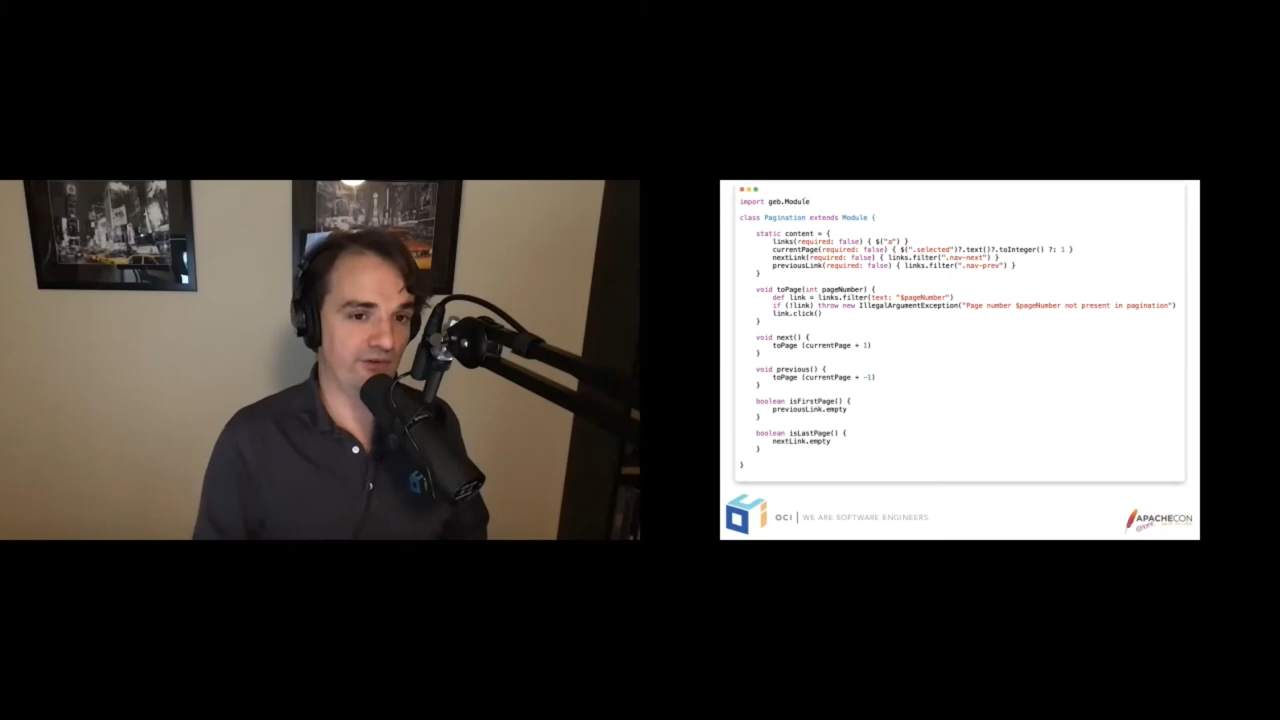 import geb.Module
class Pagination extends Module {
static content = {
links(required: false) { $("a") }
currentPage(required: false) { $(".selected")?.text()?.toInteger() ?: 1 }
nextLink(required: false) { links.filter(".nav-next") }
previousLink(required: false) { links.filter(".nav-prev") }
}
void toPage(int pageNumber) {
def link = links.filter(text: "$pageNumber")
if (!link) throw new IllegalArgumentException("Page number $pageNumber not present in pagination")
link.click()
}
void next() {
toPage (currentPage + 1)
}
void previous() {
toPage (currentPage + -1)
}
boolean isFirstPage() {
previousLink.empty
}
boolean isLastPage() {
nextLink.empty
}
}
OCI | WE ARE SOFTWARE ENGINEERS
APACHECON
@Home